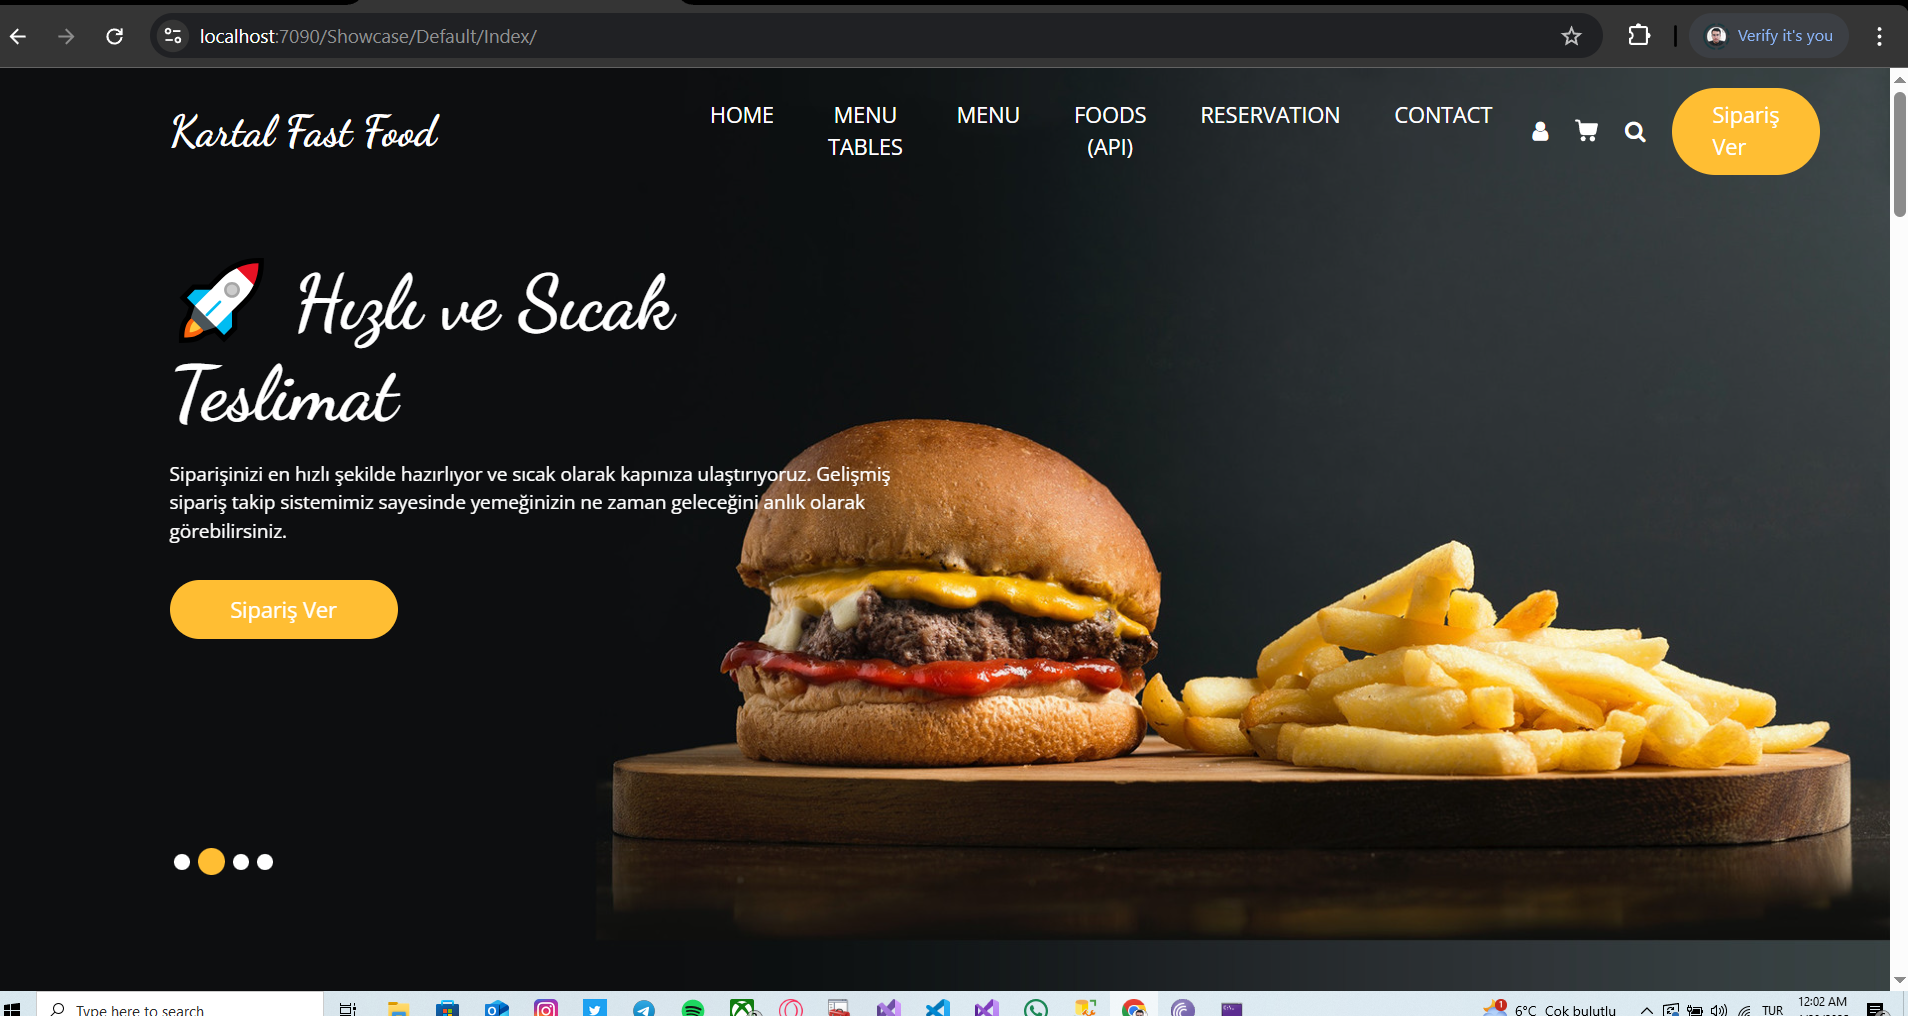 localhost:7090/Showcase/Default/Index/
Verify it's you
Kartal Fast Food
HOME
MENU
TABLES
MENU
FOODS
(API)
RESERVATION
CONTACT
Sipariş
Ver
Hızlı ve Sıcak
Teslimat
Siparişinizi en hızlı şekilde hazırlıyor ve sıcak olarak kapınıza ulaştırıyoruz. Gelişmiş
sipariş takip sistemimiz sayesinde yemeğinizin ne zaman geleceğini anlık olarak
görebilirsiniz.
Sipariş Ver
Type here to search
1
6°C Çok bulutlu
TUR
12:02 AM